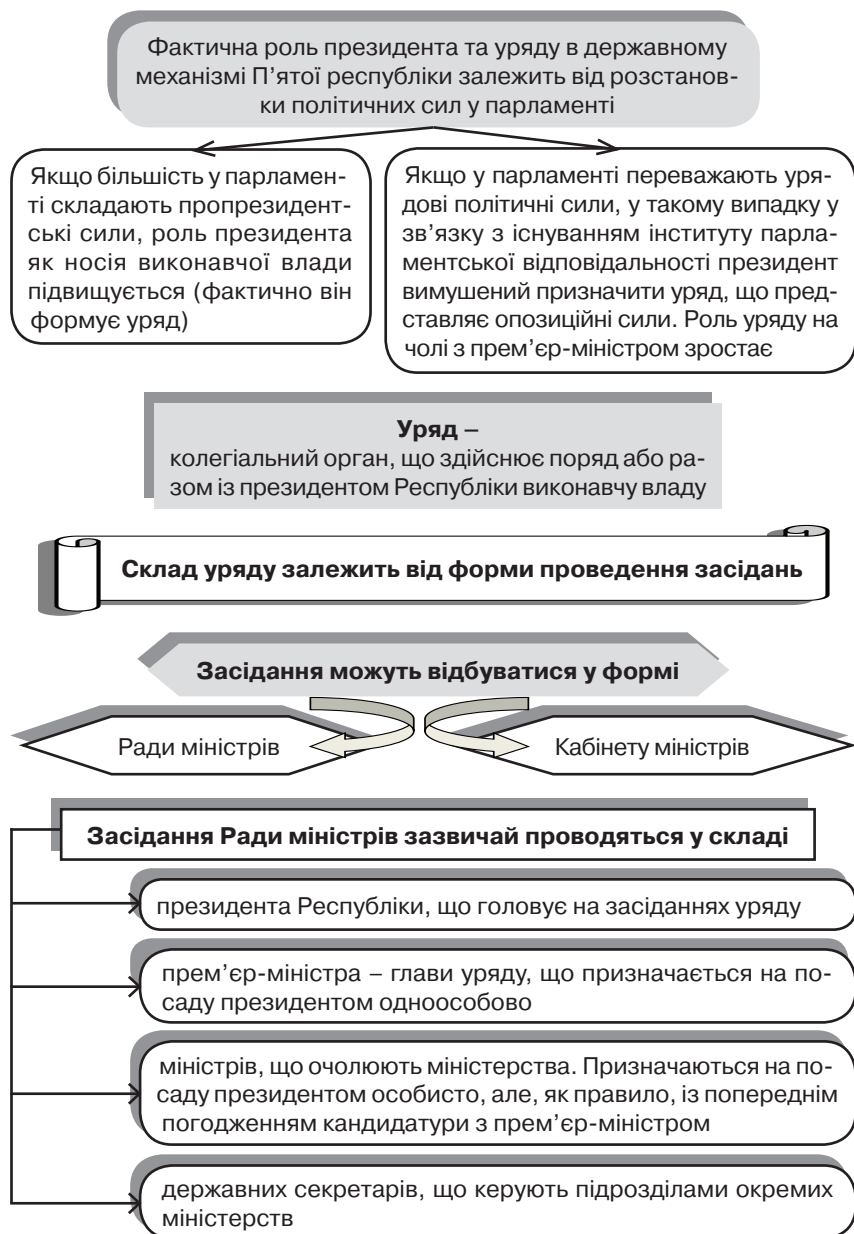 Фактична роль президента та уряду в державному
механізмі П’ятої республіки залежить від розстанов-
ки політичних сил у парламенті
Якщо більшість у парламен-
ті складають пропрезидент-
ські сили, роль президента
як носія виконавчої влади
підвищується (фактично він
формує уряд)
Якщо у парламенті переважають уря-
дові політичні сили, у такому випадку у
зв’язку з існуванням інституту парла-
ментської відповідальності президент
вимушений призначити уряд, що пред-
ставляє опозиційні сили. Роль уряду на
чолі з прем’єр-міністром зростає
Уряд –
колегіальний орган, що здійснює поряд або ра-
зом із президентом Республіки виконавчу владу
Склад уряду залежить від форми проведення засідань
Засідання можуть відбуватися у формі
Ради міністрів
Кабінету міністрів
Засідання Ради міністрів зазвичай проводяться у складі
президента Республіки, що головує на засіданнях уряду
прем’єр-міністра – глави уряду, що призначається на по-
саду президентом одноособово
міністрів, що очолюють міністерства. Призначаються на по-
саду президентом особисто, але, як правило, із попереднім
погодженням кандидатури з прем’єр-міністром
державних секретарів, що керують підрозділами окремих
міністерств